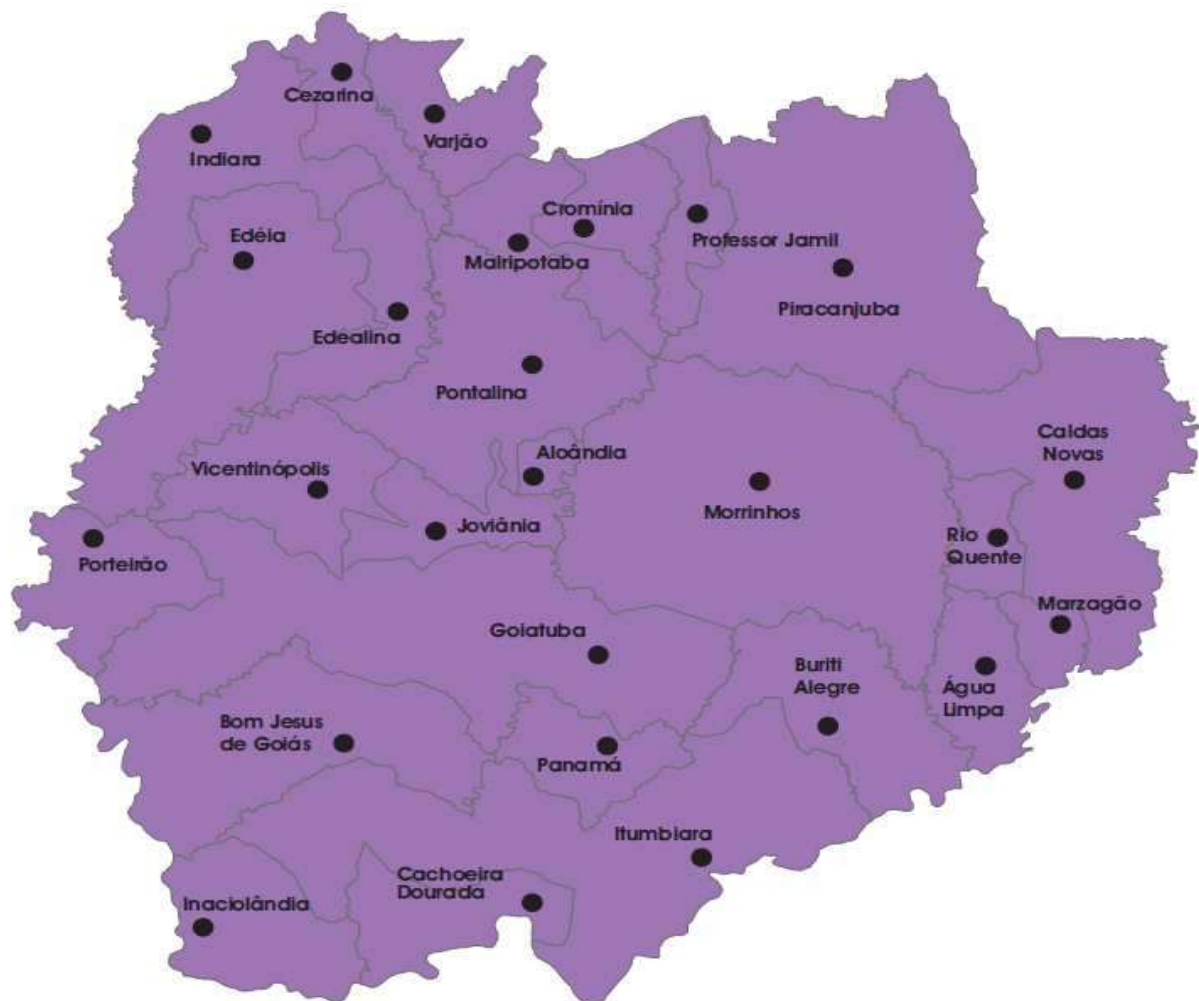 Cezarina
Varjão
Indiara
Cromínia
Edéia
Professor Jamil
Mairipotaba
Piracanjuba
Edealina
Pontalina
Caldas
Novas
Aloândia
Vicentinópolis
Morrinhos
Joviânia
Rio
Quente
Porteirão
Marzagão
Goiatuba
Buriti
Alegre
Água
Limpa
Bom Jesus
de Goiás
Panamá
Itumbiara
Cachoeira
Dourada
Inaciolândia